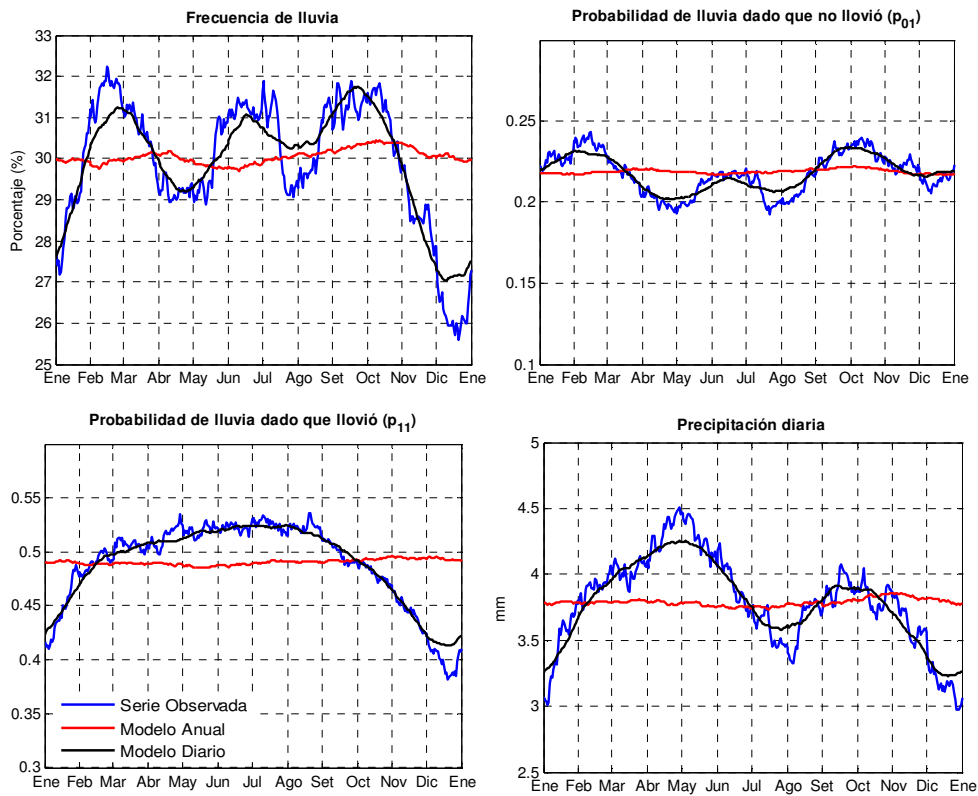 Frecuencia de lluvia
33
32
31
30
29
28
27
26
25
Porcentaje (%)
Ene Feb Mar Abr May Jun Jul Ago Set Oct Nov Dic Ene
Probabilidad de lluvia dado que no llovió (p01)
0.25
0.2
0.15
0.1
Ene Feb Mar Abr May Jun Jul Ago Set Oct Nov Dic Ene
Probabilidad de lluvia dado que llovió (p11)
0.55
0.5
0.45
0.4
0.35
0.3
Serie Observada
Modelo Anual
Modelo Diario
Ene Feb Mar Abr May Jun Jul Ago Set Oct Nov Dic Ene
Precipitación diaria
5
4.5
4
3.5
3
2.5
mm
Ene Feb Mar Abr May Jun Jul Ago Set Oct Nov Dic Ene